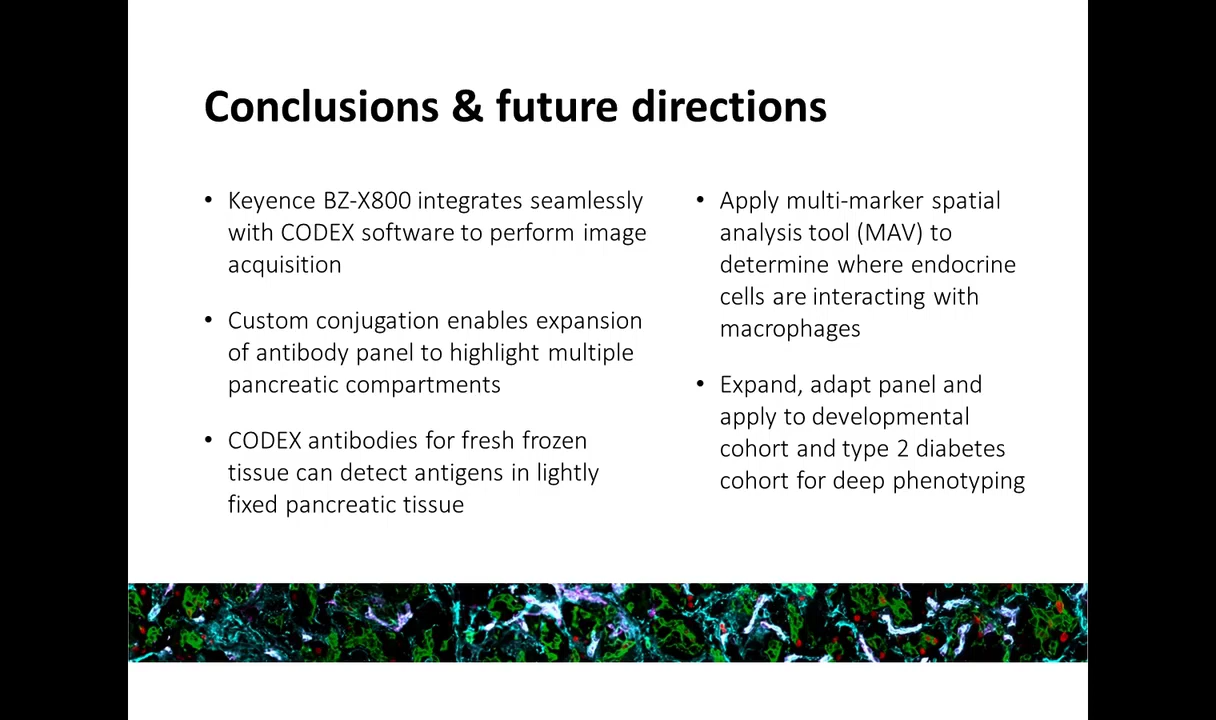 Conclusions & future directions
• Keyence BZ-X800 integrates seamlessly
with CODEX software to perform image
acquisition
• Custom conjugation enables expansion
of antibody panel to highlight multiple
pancreatic compartments
• CODEX antibodies for fresh frozen
tissue can detect antigens in lightly
fixed pancreatic tissue
• Apply multi-marker spatial
analysis tool (MAV) to
determine where endocrine
cells are interacting with
macrophages
• Expand, adapt panel and
apply to developmental
cohort and type 2 diabetes
cohort for deep phenotyping